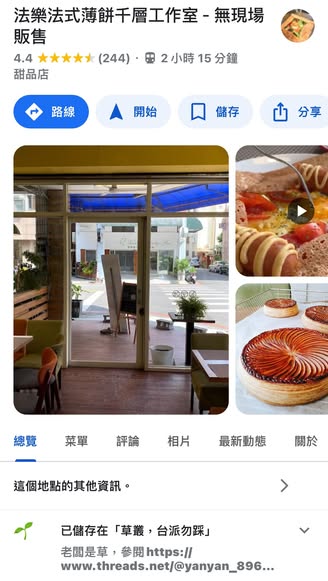 法樂法式薄餅千層工作室 - 無現場
販售
4.4 ★★★★★ (244) · 2 小時 15 分鐘
甜品店
路線 開始 儲存 分享
總覽 菜單 評論 相片 最新動態 關於
這個地點的其他資訊。
已儲存在「草叢，台派勿踩」
老闆是草，參閱 https://
www.threads.net/@yanyan_896...